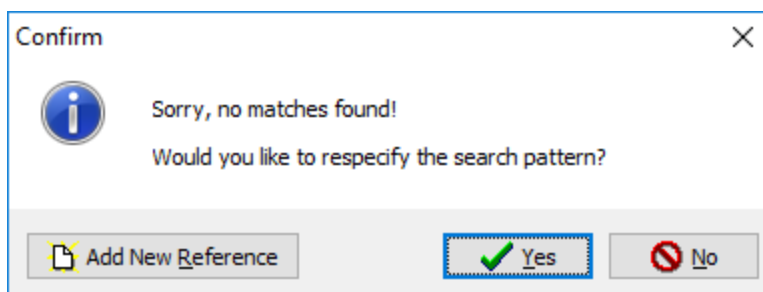 Confirm
Sorry, no matches found!
Would you like to respecify the search pattern?
Add New Reference
Yes
No